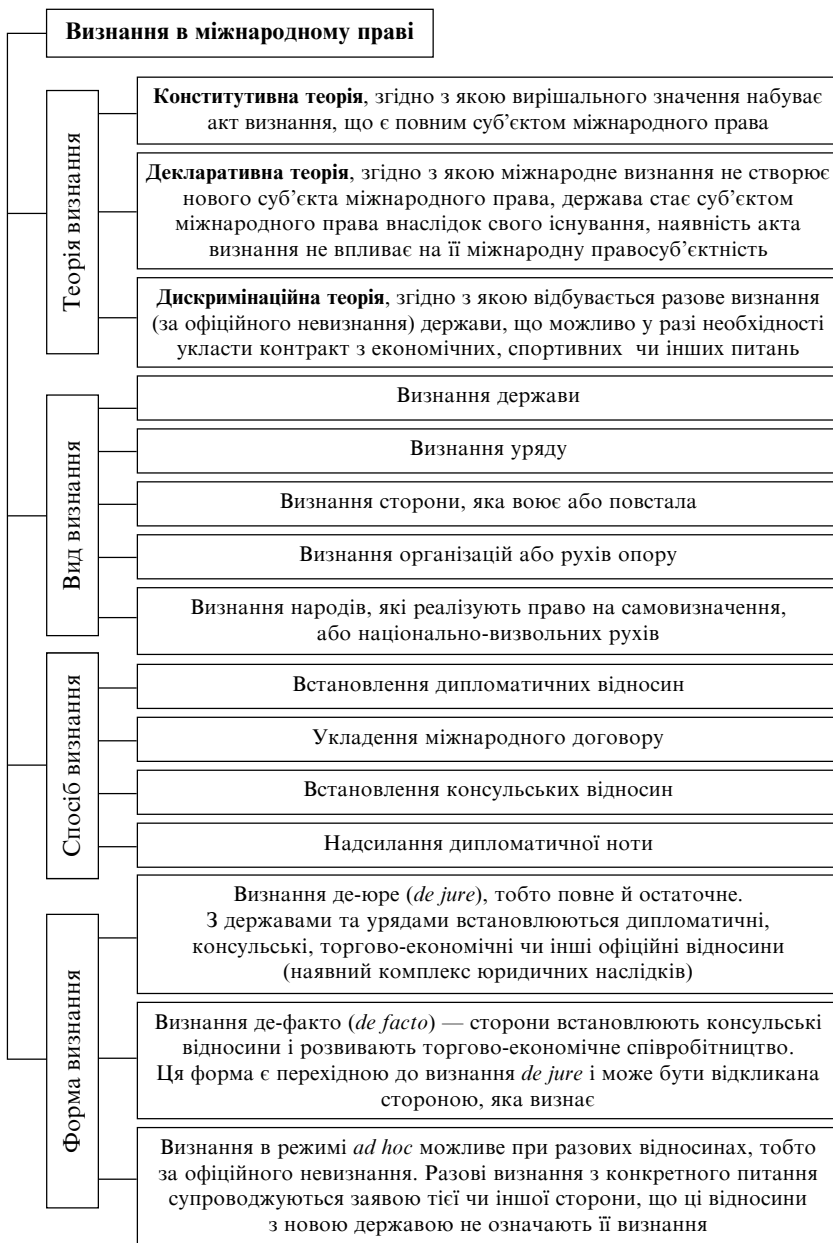 Визнання в міжнародному праві
Теорія визнання
Конститутивна теорія, згідно з якою вирішального значення набуває
акт визнання, що є повним суб’єктом міжнародного права
Декларативна теорія, згідно з якою міжнародне визнання не створює
нового суб’єкта міжнародного права, держава стає суб’єктом
міжнародного права внаслідок свого існування, наявність акта
визнання не впливає на її міжнародну правосуб’єктність
Дискримінаційна теорія, згідно з якою відбувається разове визнання
(за офіційного невизнання) держави, що можливо у разі необхідності
укласти контракт з економічних, спортивних чи інших питань
Вид визнання
Визнання держави
Визнання уряду
Визнання сторони, яка воює або повстала
Визнання організацій або рухів опору
Визнання народів, які реалізують право на самовизначення,
або національно-визвольних рухів
Спосіб визнання
Встановлення дипломатичних відносин
Укладення міжнародного договору
Встановлення консульських відносин
Надсилання дипломатичної ноти
Форма визнання
Визнання де-юре (de jure), тобто повне й остаточне.
З державами та урядами встановлюються дипломатичні,
консульські, торгово-економічні чи інші офіційні відносини
(наявний комплекс юридичних наслідків)
Визнання де-факто (de facto) — сторони встановлюють консульські
відносини і розвивають торгово-економічне співробітництво.
Ця форма є перехідною до визнання de jure і може бути відкликана
стороною, яка визнає
Визнання в режимі ad hoc можливе при разових відносинах, тобто
за офіційного невизнання. Разові визнання з конкретного питання
супроводжуються заявою тієї чи іншої сторони, що ці відносини
з новою державою не означають її визнання